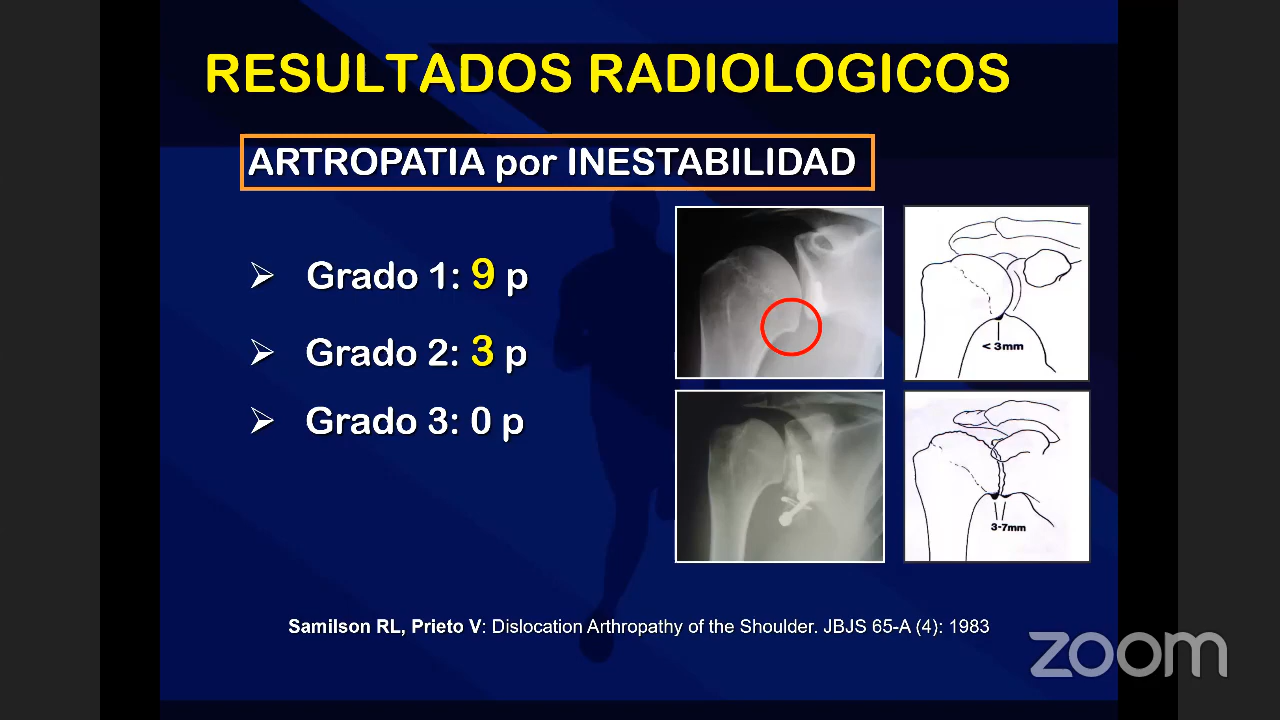 RESULTADOS RADIOLOGICOS
ARTROPATIA por INESTABILIDAD
Grado 1: 9 p
Grado 2: 3 p
Grado 3: 0 p
< 3mm
3-7mm
Samilson RL, Prieto V: Dislocation Arthropathy of the Shoulder. JBJS 65-A (4): 1983
zoom